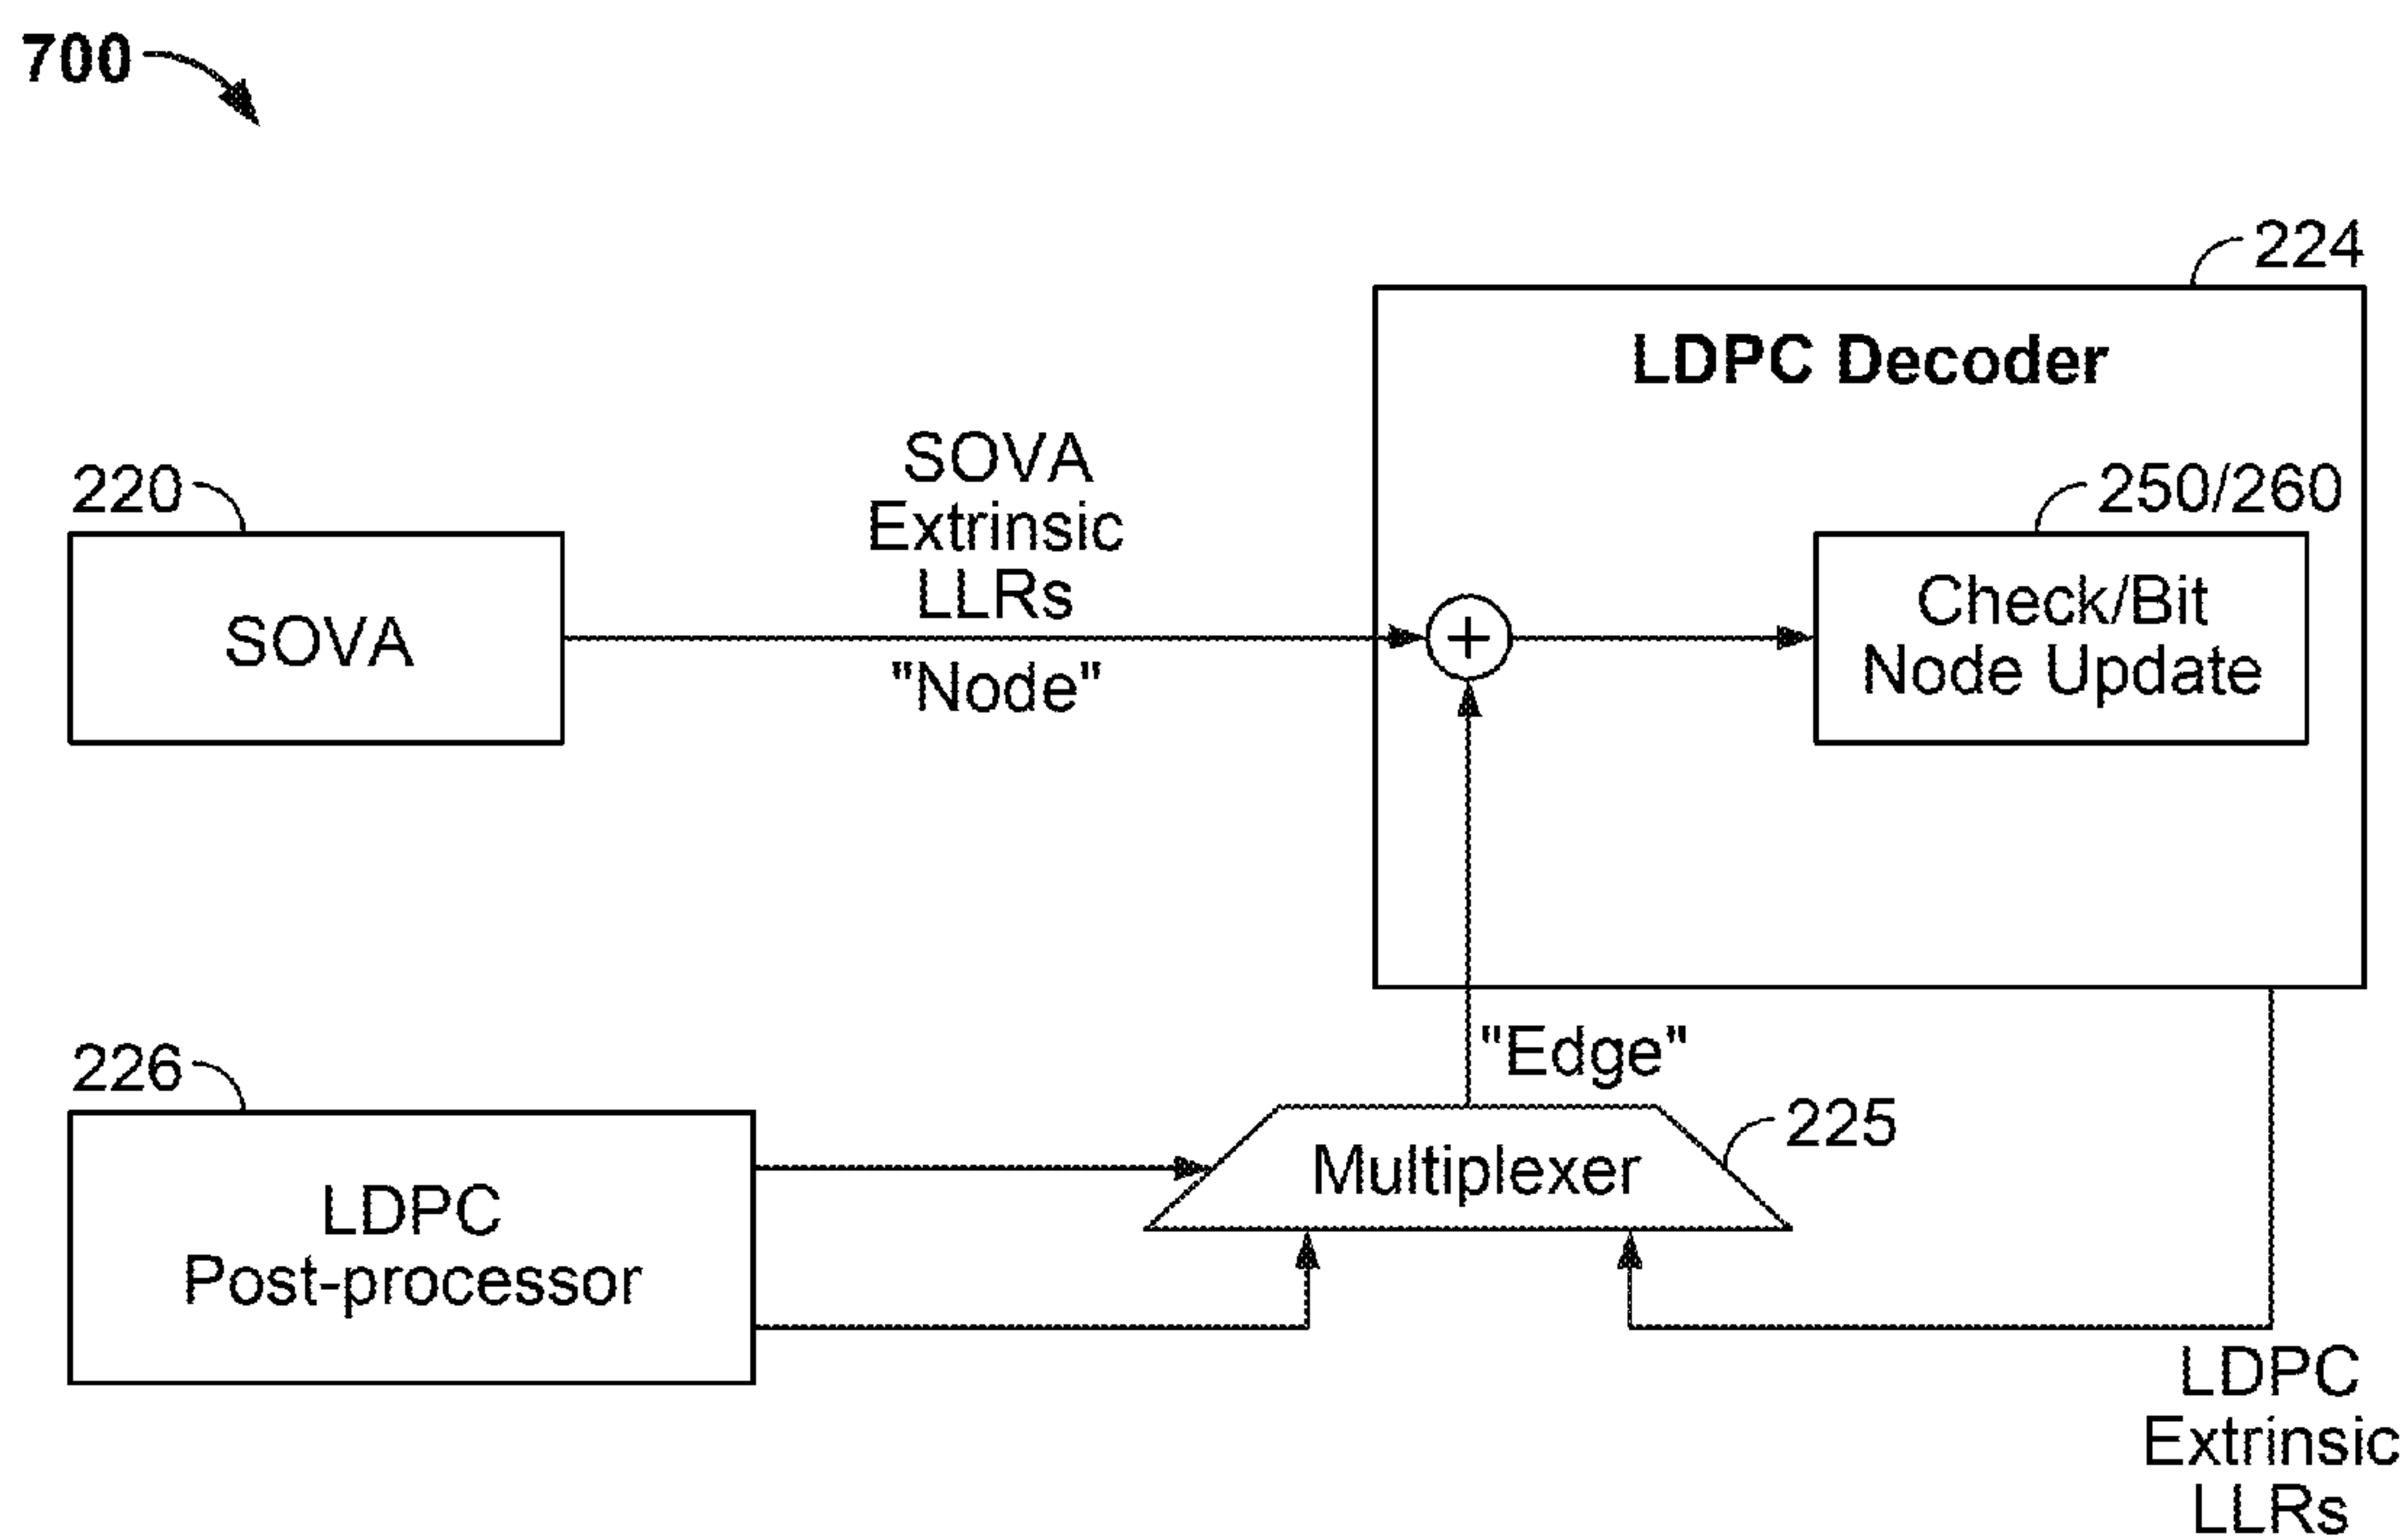 700
224
LDPC Decoder
SOVA
Extrinsic
LLRs
"Node"
220
SOVA
250/260
Check/Bit
Node Update
"Edge"
226
LDPC
Post-processor
225
Multiplexer
LDPC
Extrinsic
LLRs